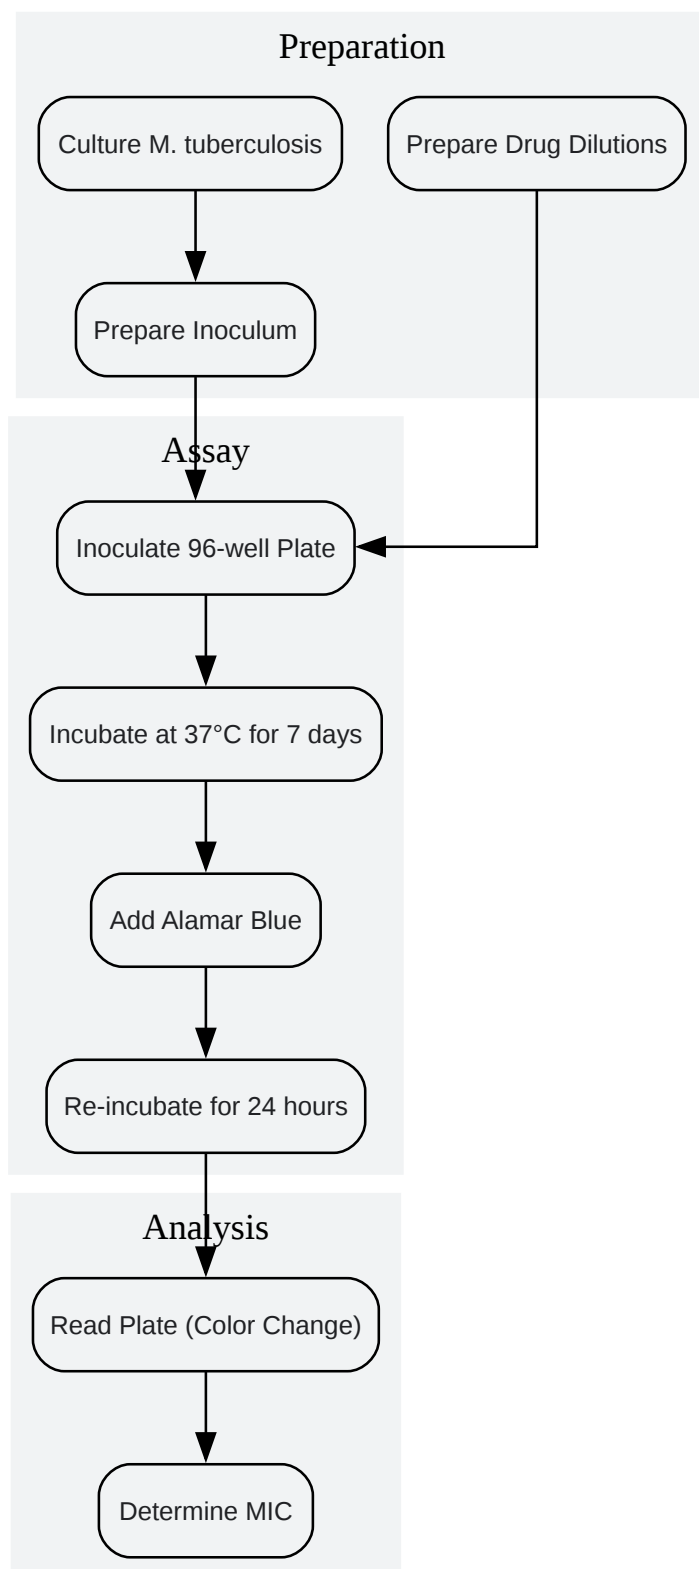 Preparation
Culture M. tuberculosis
Prepare Drug Dilutions
Prepare Inoculum
Assay
Inoculate 96-well Plate
Incubate at 37°C for 7 days
Add Alamar Blue
Re-incubate for 24 hours
Analysis
Read Plate (Color Change)
Determine MIC